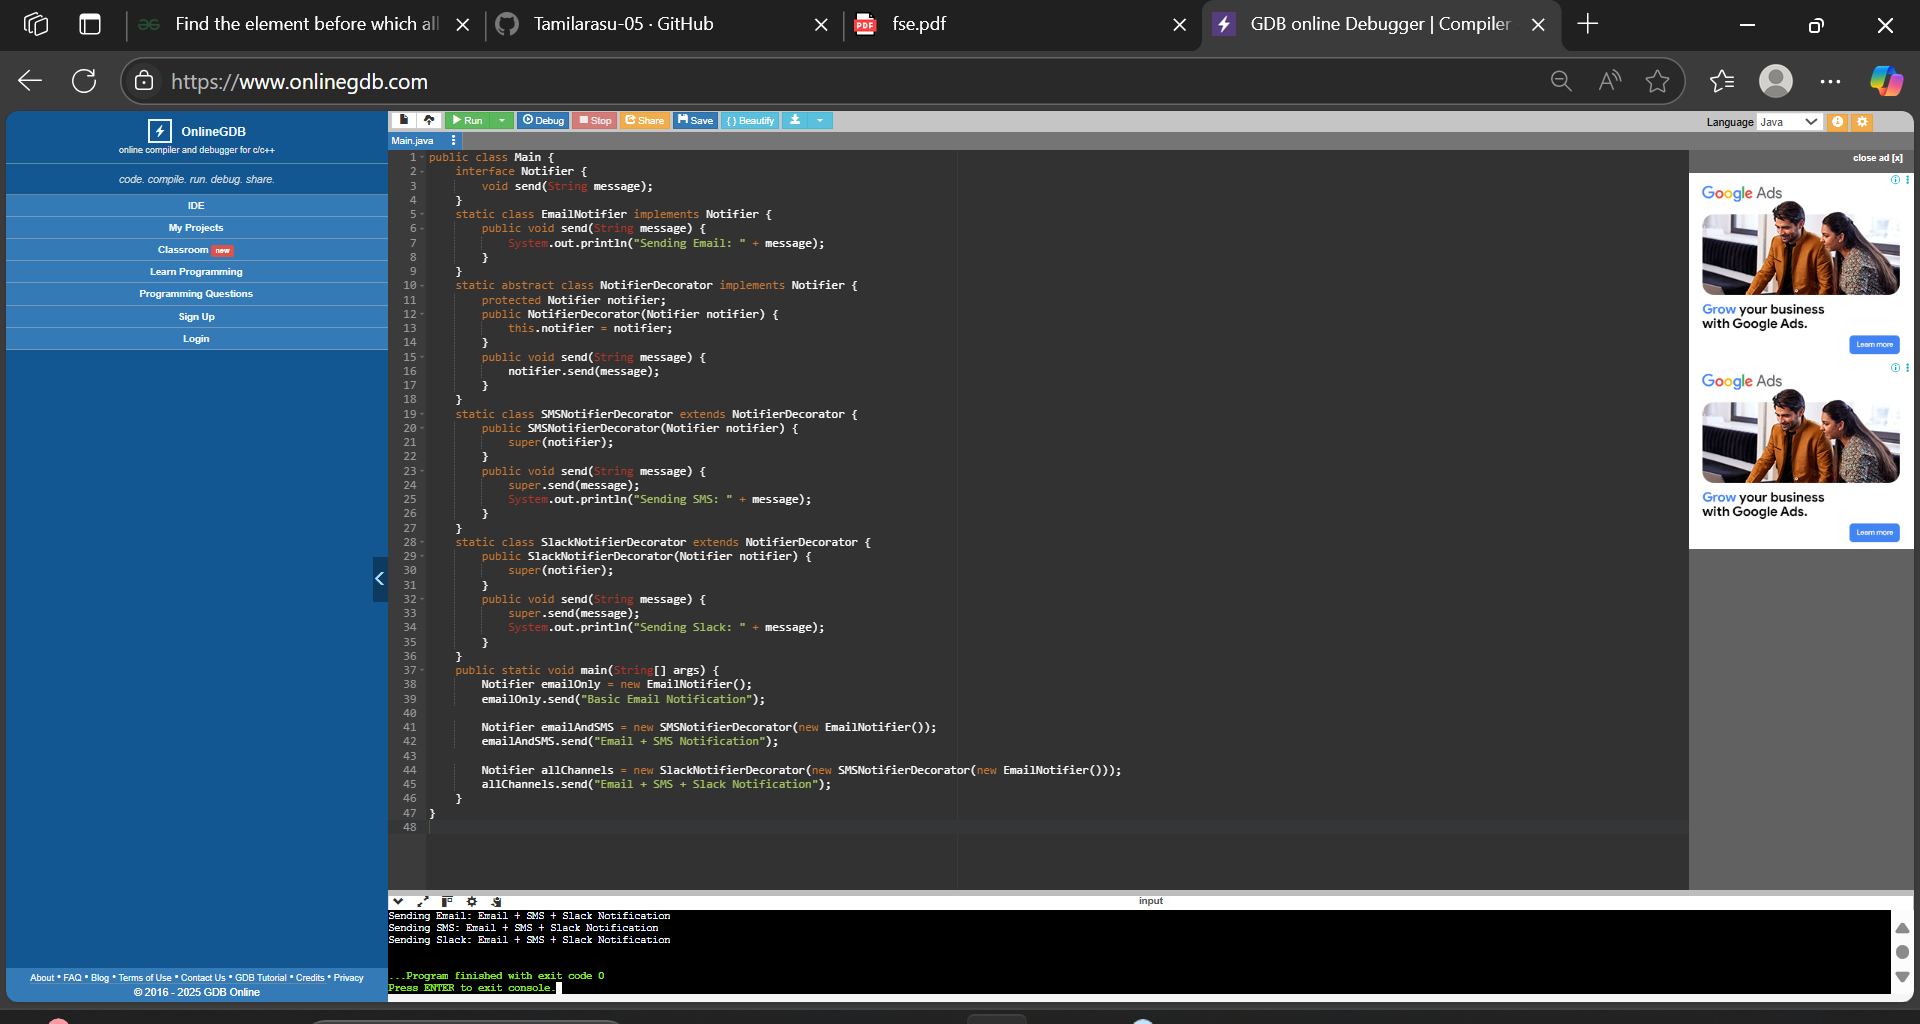 Find the element before which all
Tamilarasu-05 · GitHub
fse.pdf
GDB online Debugger | Compiler
https://www.onlinegdb.com
OnlineGDB
online compiler and debugger for c/c++
code. compile. run. debug. share.
IDE
My Projects
Classroom new
Learn Programming
Programming Questions
Sign Up
Login
About • FAQ • Blog • Terms of Use • Contact Us • GDB Tutorial • Credits • Privacy
© 2016 - 2025 GDB Online
Run Debug Stop Share Save { } Beautify
Language Java
Main.java
1 public class Main {
2     interface Notifier {
3         void send(String message);
4     }
5     static class EmailNotifier implements Notifier {
6         public void send(String message) {
7             System.out.println("Sending Email: " + message);
8         }
9     }
10     static abstract class NotifierDecorator implements Notifier {
11         protected Notifier notifier;
12         public NotifierDecorator(Notifier notifier) {
13             this.notifier = notifier;
14         }
15         public void send(String message) {
16             notifier.send(message);
17         }
18     }
19     static class SMSNotifierDecorator extends NotifierDecorator {
20         public SMSNotifierDecorator(Notifier notifier) {
21             super(notifier);
22         }
23         public void send(String message) {
24             super.send(message);
25             System.out.println("Sending SMS: " + message);
26         }
27     }
28     static class SlackNotifierDecorator extends NotifierDecorator {
29         public SlackNotifierDecorator(Notifier notifier) {
30             super(notifier);
31         }
32         public void send(String message) {
33             super.send(message);
34             System.out.println("Sending Slack: " + message);
35         }
36     }
37     public static void main(String[] args) {
38         Notifier emailOnly = new EmailNotifier();
39         emailOnly.send("Basic Email Notification");
40
41         Notifier emailAndSMS = new SMSNotifierDecorator(new EmailNotifier());
42         emailAndSMS.send("Email + SMS Notification");
43
44         Notifier allChannels = new SlackNotifierDecorator(new SMSNotifierDecorator(new EmailNotifier()));
45         allChannels.send("Email + SMS + Slack Notification");
46     }
47 }
48
close ad [x]
Google Ads
Grow your business
with Google Ads.
Learn more
Google Ads
Grow your business
with Google Ads.
Learn more
input
Sending Email: Email + SMS + Slack Notification
Sending SMS: Email + SMS + Slack Notification
Sending Slack: Email + SMS + Slack Notification
...Program finished with exit code 0
Press ENTER to exit console.